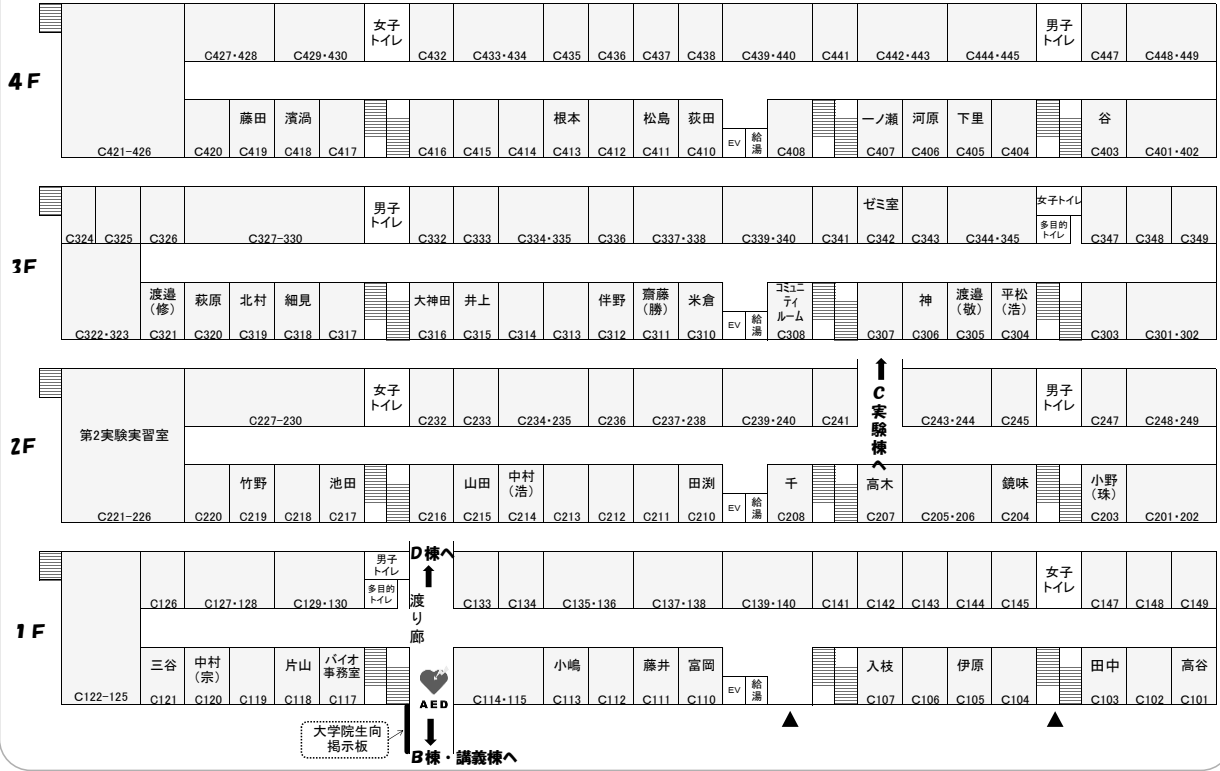 女子
トイレ
男子
トイレ
C427・428
C429・430
C432
C433・434
C435
C436
C437
C438
C439・440
C441
C442・443
C444・445
C447
C448・449
4F
藤田
濱渦
根本
松島
荻田
一ノ瀬
河原
下里
谷
EV
給
湯
C421-426
C420
C419
C418
C417
C416
C415
C414
C413
C412
C411
C410
C408
C407
C406
C405
C404
C403
C401・402
男子
トイレ
ゼミ室
女子トイレ
多目的
トイレ
C324
C325
C326
C327-330
C332
C333
C334・335
C336
C337・338
C339・340
C341
C342
C343
C344・345
C347
C348
C349
3F
渡邉
（修）
萩原
北村
細見
大神田
井上
伴野
齋藤
（勝）
米倉
コミュニ
ティ
ルーム
神
渡邉
（敬）
平松
（浩）
EV
給
湯
C322・323
C321
C320
C319
C318
C317
C316
C315
C314
C313
C312
C311
C310
C308
C307
C306
C305
C304
C303
C301・302
女子
トイレ
C実験棟へ
男子
トイレ
C227-230
C232
C233
C234・235
C236
C237・238
C239・240
C241
C243・244
C245
C247
C248・249
2F
第2実験実習室
竹野
池田
山田
中村
（浩）
田渕
千
高木
鏡味
小野
（珠）
EV
給
湯
C221-226
C220
C219
C218
C217
C216
C215
C214
C213
C212
C211
C210
C208
C207
C205・206
C204
C203
C201・202
男子
トイレ
多目的
トイレ
D棟へ
渡り廊
女子
トイレ
C126
C127・128
C129・130
C133
C134
C135・136
C137・138
C139・140
C141
C142
C143
C144
C145
C147
C148
C149
1F
三谷
中村
（宗）
片山
バイオ
事務室
小嶋
藤井
富岡
入枝
伊原
田中
高谷
EV
給
湯
C122-125
C121
C120
C119
C118
C117
AED
C114・115
C113
C112
C111
C110
C107
C106
C105
C104
C103
C102
C101
大学院生向
掲示板
B棟・講義棟へ